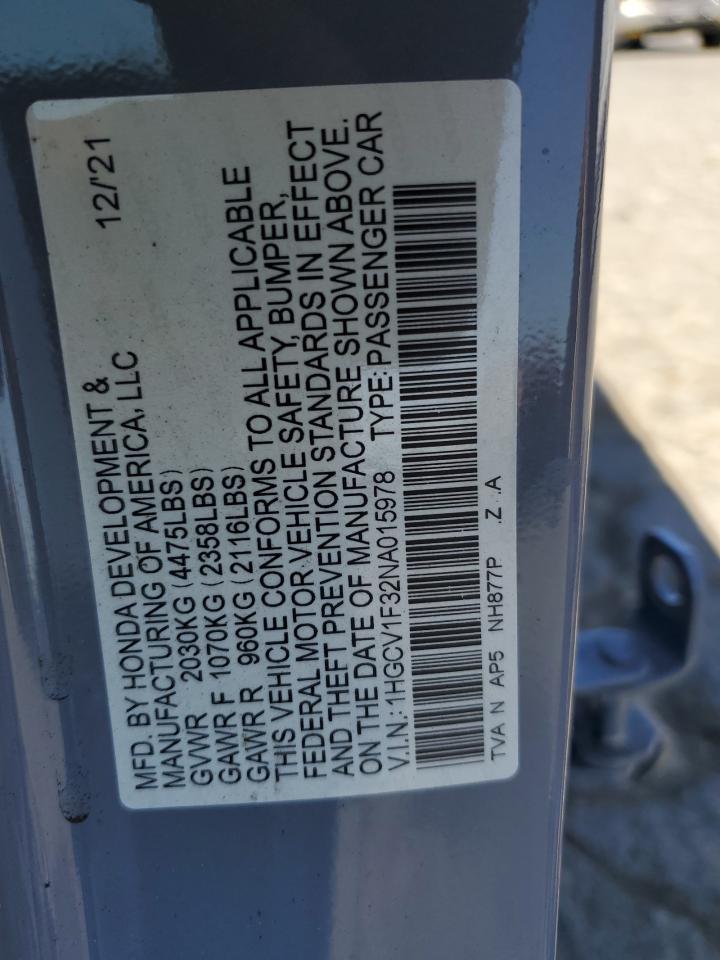 MFD. BY HONDA DEVELOPMENT & 12/'21
MANUFACTURING OF AMERICA, LLC
GVWR 2030KG (4475LBS)
GAWR F 1070KG (2358LBS)
GAWR R 960KG (2116LBS)
THIS VEHICLE CONFORMS TO ALL APPLICABLE
FEDERAL MOTOR VEHICLE SAFETY, BUMPER,
AND THEFT PREVENTION STANDARDS IN EFFECT
ON THE DATE OF MANUFACTURE SHOWN ABOVE.
V.I.N.: 1HGCV1F32NA015978 TYPE:PASSENGER CAR
TVA N AP5 NH877P .Z .A